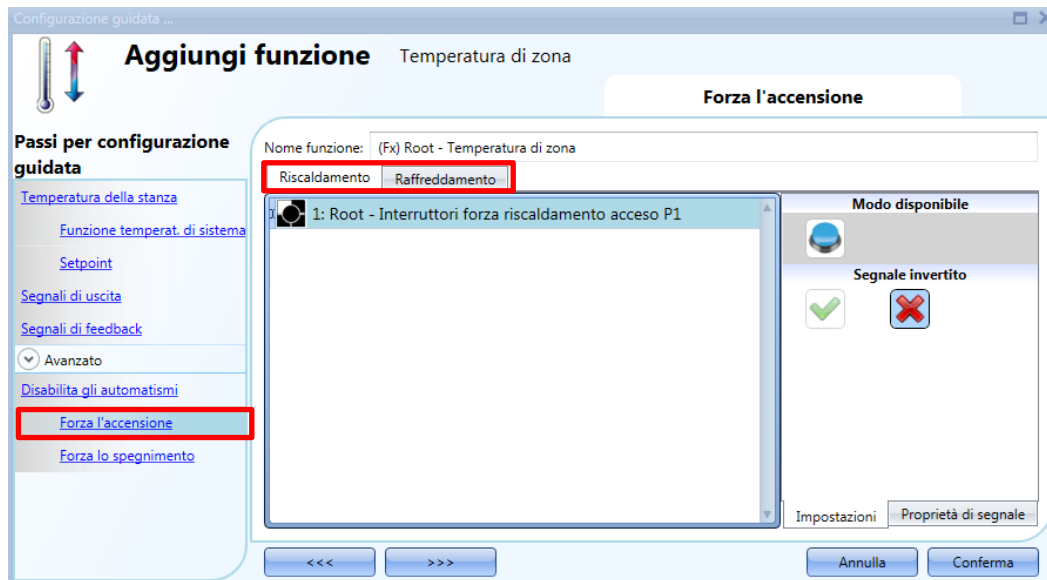 Configurazione guidata ...
Aggiungi funzione Temperatura di zona
Forza l'accensione
Passi per configurazione
guidata
Temperatura della stanza
Funzione temperat. di sistema
Setpoint
Segnali di uscita
Segnali di feedback
Avanzato
Disabilita gli automatismi
Forza l'accensione
Forza lo spegnimento
Nome funzione: (Fx) Root - Temperatura di zona
Riscaldamento Raffreddamento
1: Root - Interruttori forza riscaldamento acceso P1
Modo disponibile
Segnale invertito
Impostazioni Proprietà di segnale
<<< >>> Annulla Conferma